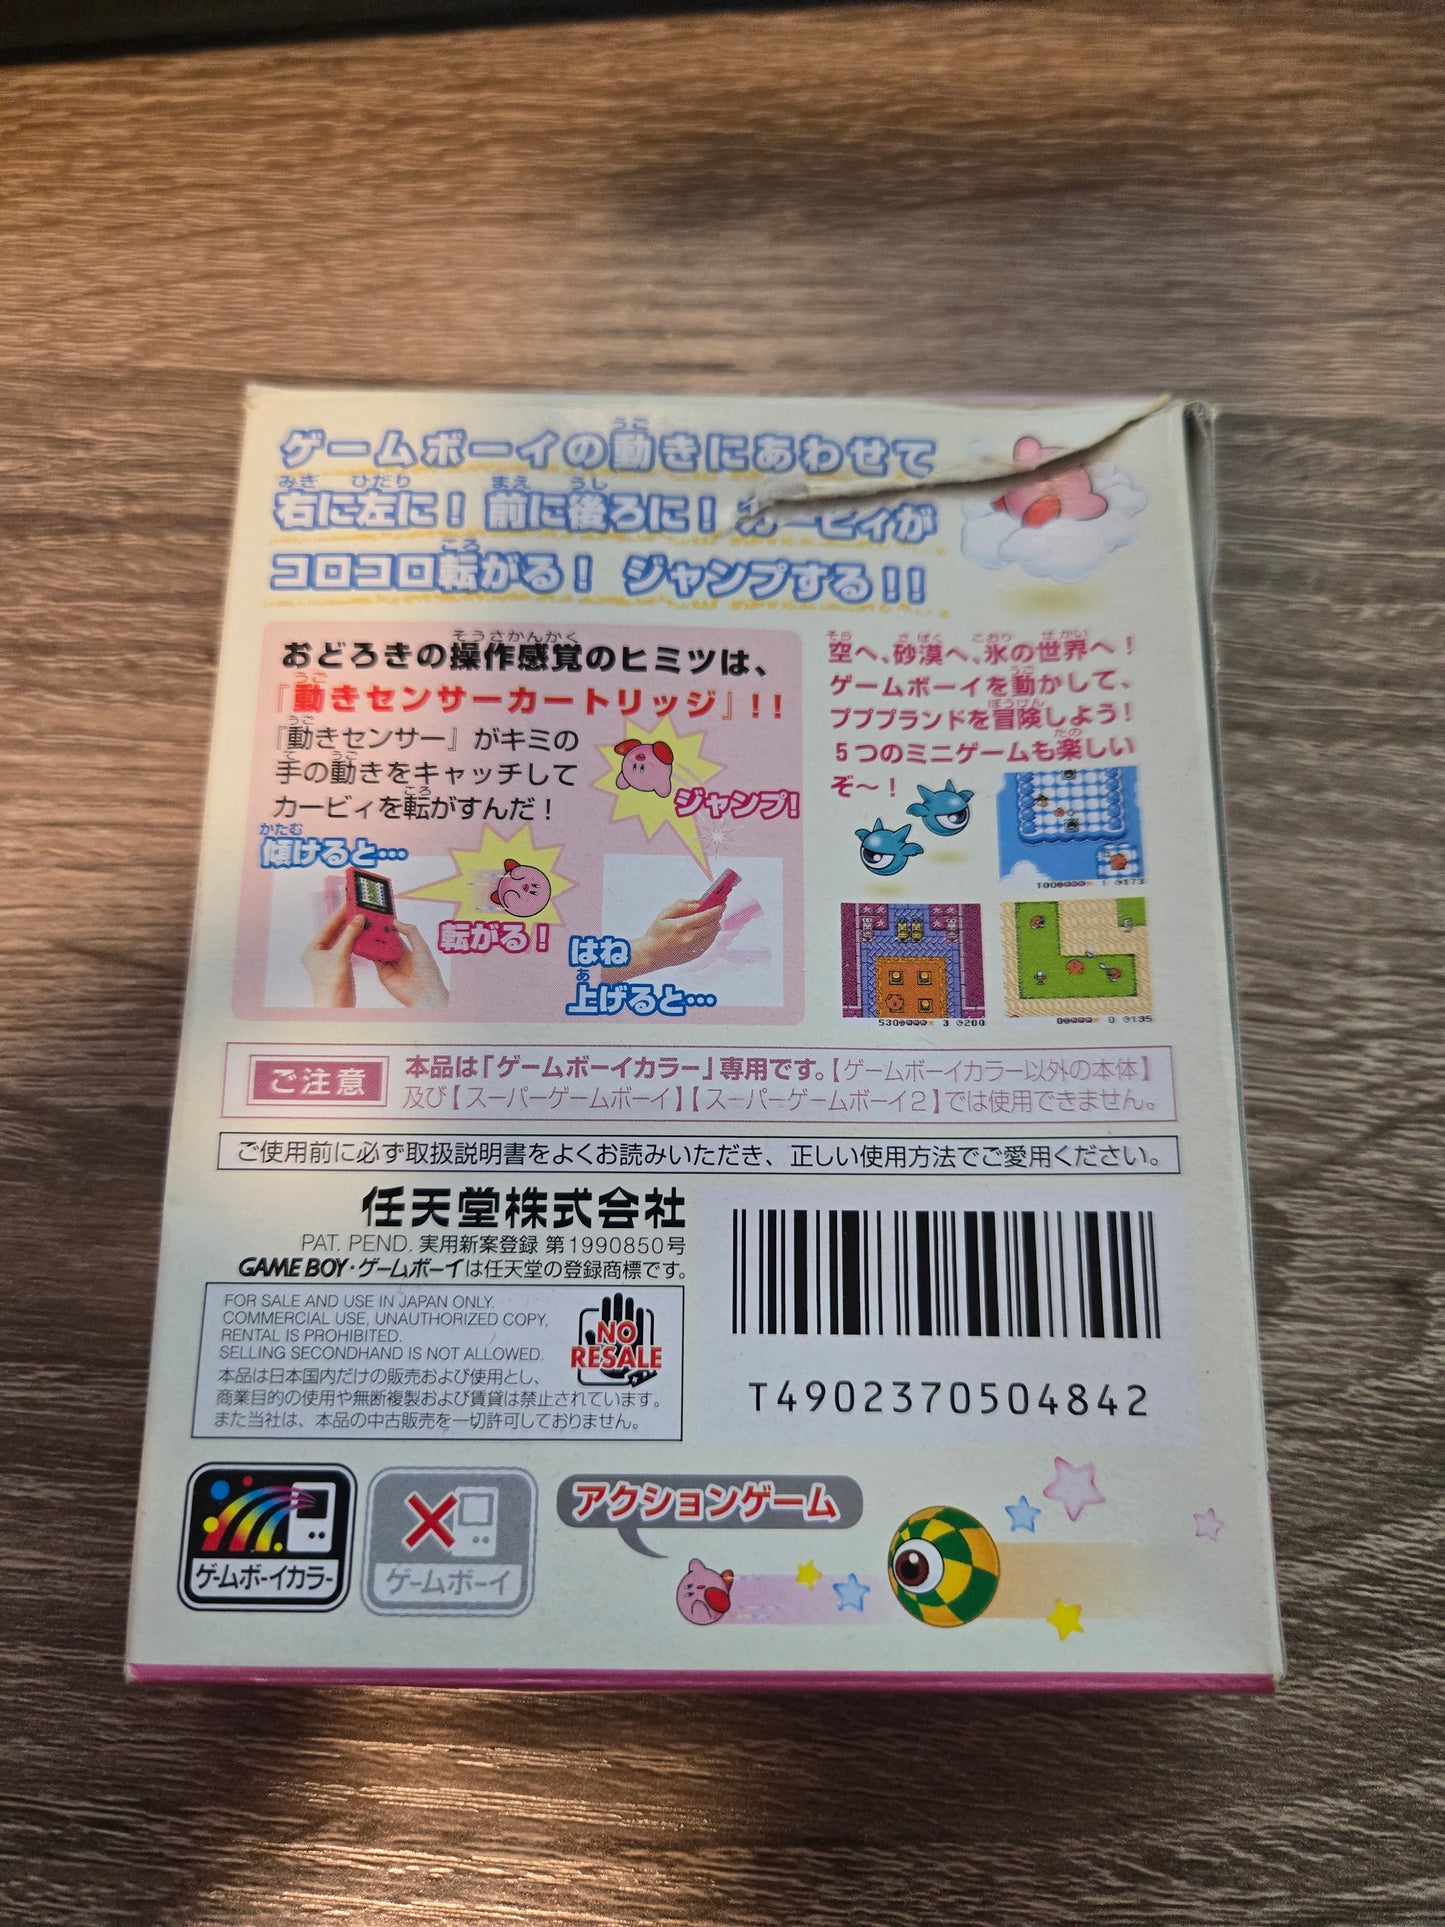 ゲームボーイの動きにあわせて
右に左に！ 前に後ろに！ カービィが
コロコロ転がる！ ジャンプする！！
おどろきの操作感覚のヒミツは、
『動きセンサーカートリッジ』！！
『動きセンサー』がキミの
手の動きをキャッチして
カービィを転がすんだ！
ジャンプ！
傾けると…
転がる！
はね
上げると…
空へ、砂漠へ、氷の世界へ！
ゲームボーイを動かして、
プププランドを冒険しよう！
5つのミニゲームも楽しい
ぞ〜！
ご注意
本品は「ゲームボーイカラー」専用です。【ゲームボーイカラー以外の本体】
及び【スーパーゲームボーイ】【スーパーゲームボーイ2】では使用できません。
ご使用前に必ず取扱説明書をよくお読みいただき、正しい使用方法でご愛用ください。
任天堂株式会社
PAT. PEND. 実用新案登録 第1990850号
GAME BOY・ゲームボーイは任天堂の登録商標です。
FOR SALE AND USE IN JAPAN ONLY.
COMMERCIAL USE, UNAUTHORIZED COPY,
RENTAL IS PROHIBITED.
SELLING SECONDHAND IS NOT ALLOWED.
本品は日本国内だけの販売および使用とし、
商業目的の使用や無断複製および賃貸は禁止されています。
また当社は、本品の中古販売を一切許可しておりません。
NO
RESALE
T4902370504842
ゲームボーイカラー
ゲームボーイ
アクションゲーム